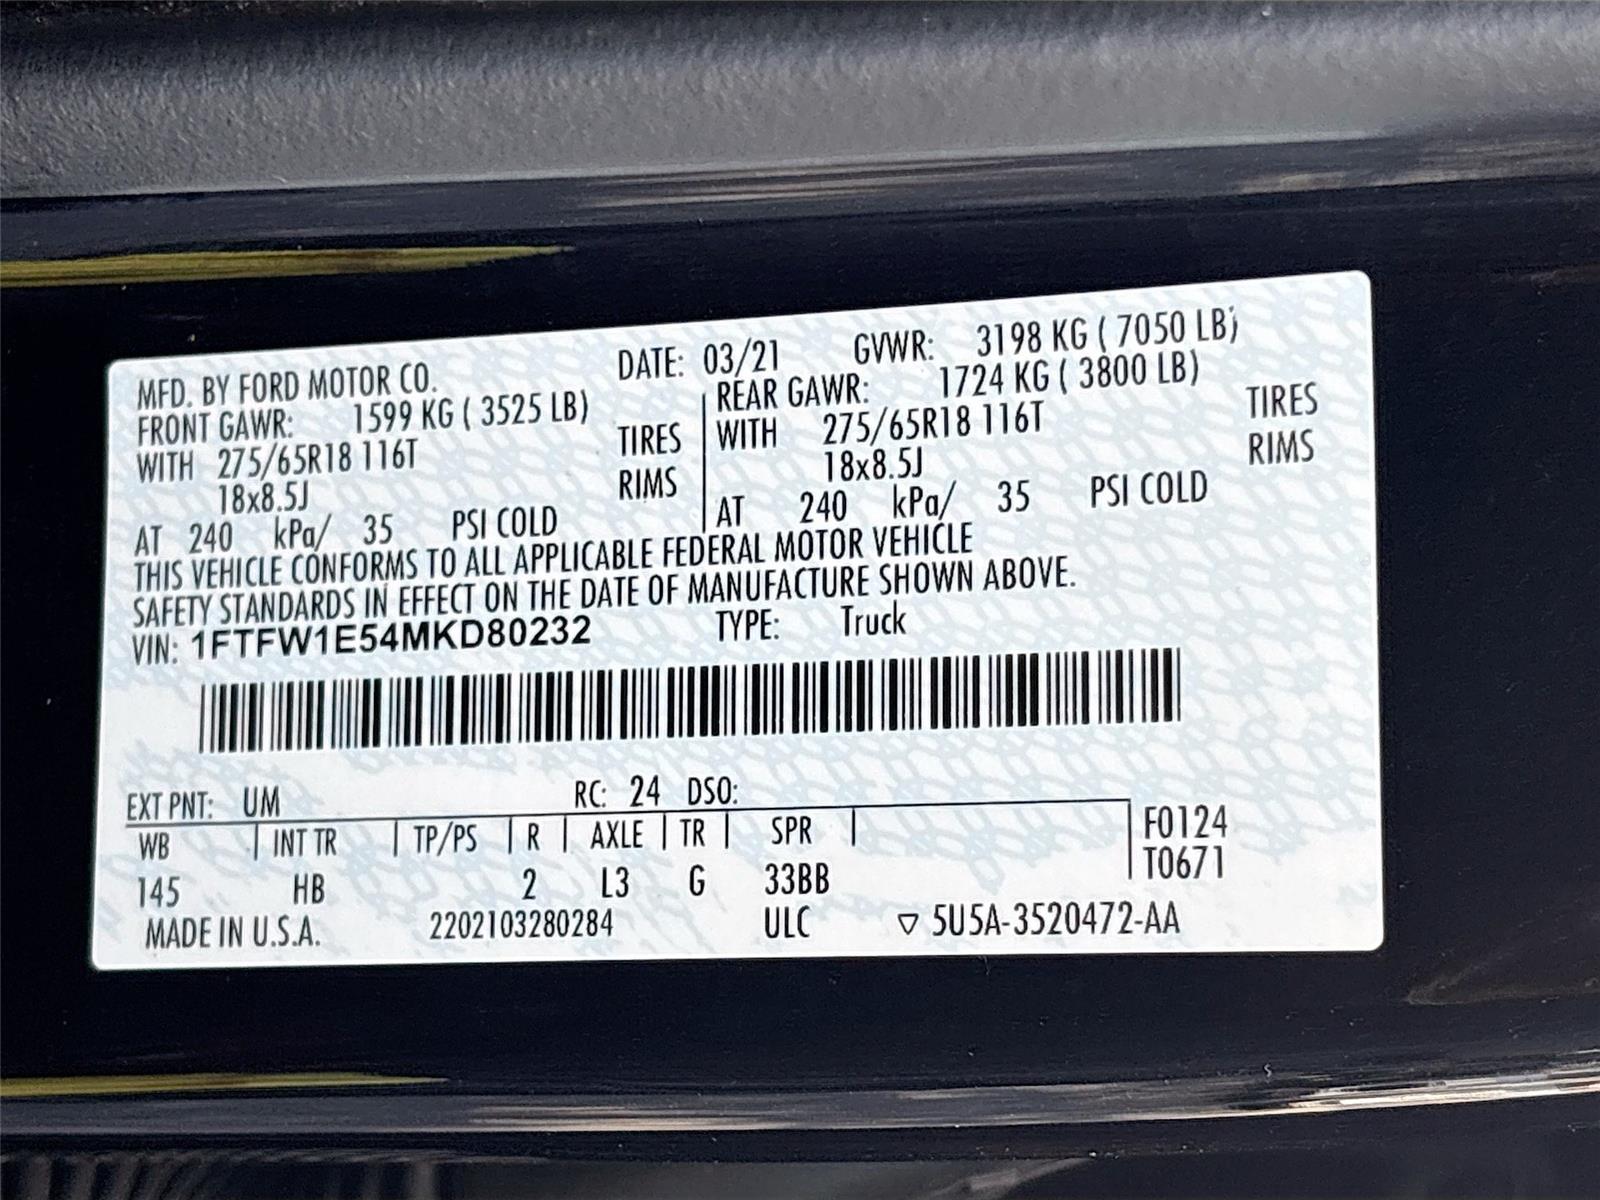 MFD. BY FORD MOTOR CO. DATE: 03/21 GVWR: 3198 KG ( 7050 LB)
FRONT GAWR: 1599 KG ( 3525 LB) REAR GAWR: 1724 KG ( 3800 LB)
WITH 275/65R18 116T TIRES WITH 275/65R18 116T TIRES
18x8.5J RIMS 18x8.5J RIMS
AT 240 kPa/ 35 PSI COLD AT 240 kPa/ 35 PSI COLD
THIS VEHICLE CONFORMS TO ALL APPLICABLE FEDERAL MOTOR VEHICLE
SAFETY STANDARDS IN EFFECT ON THE DATE OF MANUFACTURE SHOWN ABOVE.
VIN: 1FTFW1E54MKD80232 TYPE: Truck
EXT PNT: UM RC: 24 DSO:
WB INT TR TP/PS R AXLE TR SPR F0124
T0671
145 HB 2 L3 G 33BB
MADE IN U.S.A. 2202103280284 ULC ▽ 5U5A-3520472-AA